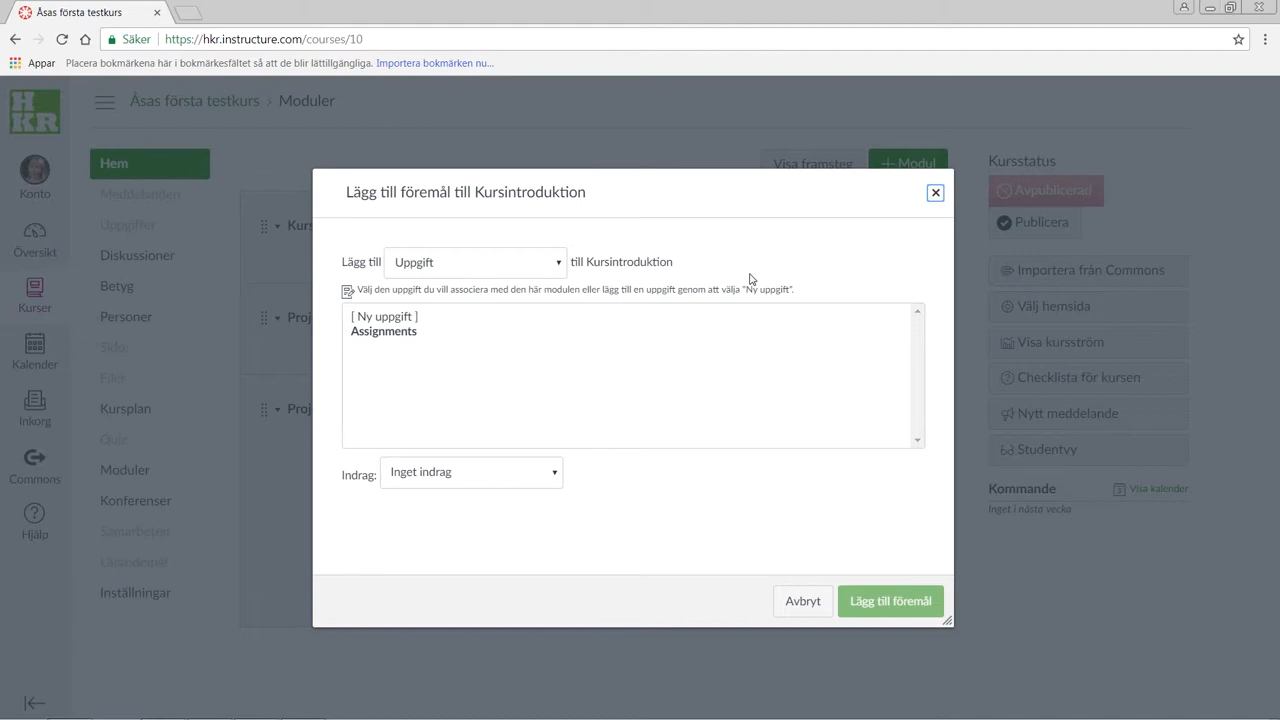 Åsas första testkurs
Säker
https://hkr.instructure.com/courses/10
Appar
Placera bokmärkena här i bokmärkesfältet så att de blir lättillgängliga. Importera bokmärken nu...
HKR
Åsas första testkurs > Moduler
Konto
Översikt
Kurser
Kalender
Inkorg
Commons
Hjälp
Hem
Meddelanden
Uppgifter
Diskussioner
Betyg
Personer
Sidor
Filer
Kursplan
Quiz
Moduler
Konferenser
Samarbeten
Läranderesultat
Inställningar
Visa framsteg
+ Modul
Kurs
Proj
Proj
Lägg till föremål till Kursintroduktion
Lägg till Uppgift till Kursintroduktion
Välj den uppgift du vill associera med den här modulen eller lägg till en uppgift genom att välja "Ny uppgift".
[ Ny uppgift ]
Assignments
Indrag: Inget indrag
Avbryt
Lägg till föremål
Kursstatus
Avpublicerad
Publicera
Importera från Commons
Välj hemsida
Visa kursström
Checklista för kursen
Nytt meddelande
Studentvy
Kommande
Visa kalender
Inget i nästa vecka